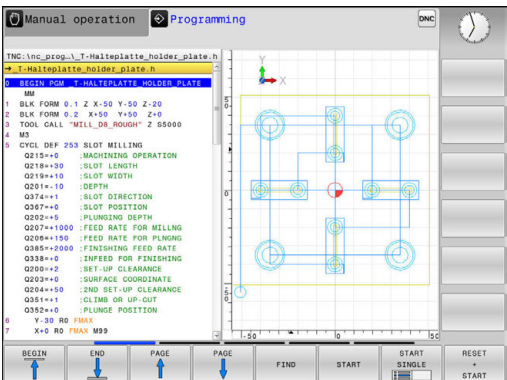 Manual operation
Programming
DNC
TNC:\nc_prog…\_T-Halteplatte_holder_plate.h
→_T-Halteplatte_holder_plate.h
0 BEGIN PGM _T-HALTEPLATTE_HOLDER_PLATE
MM
1 BLK FORM 0.1 Z X-50 Y-50 Z-20
2 BLK FORM 0.2 X+50 Y+50 Z+0
3 TOOL CALL "MILL_D8_ROUGH" Z S5000
4 M3
5 CYCL DEF 253 SLOT MILLING
Q215=+0 ;MACHINING OPERATION
Q218=+30 ;SLOT LENGTH
Q219=+10 ;SLOT WIDTH
Q201=-10 ;DEPTH
Q374=+1 ;SLOT DIRECTION
Q367=+0 ;SLOT POSITION
Q202=+5 ;PLUNGING DEPTH
Q207=+1000 ;FEED RATE FOR MILLNG
Q206=+150 ;FEED RATE FOR PLNGNG
Q385=+2000 ;FINISHING FEED RATE
Q338=+0 ;INFEED FOR FINISHING
Q200=+2 ;SET-UP CLEARANCE
Q203=+0 ;SURFACE COORDINATE
Q204=+50 ;2ND SET-UP CLEARANCE
Q351=+1 ;CLIMB OR UP-CUT
Q352=+0 ;PLUNGE POSITION
6 Y-30 R0 FMAX
7 X+0 R0 FMAX M99
Y
X
50
0
-50
-50
0
50
BEGIN
END
PAGE
PAGE
FIND
START
START
SINGLE
RESET
+
START